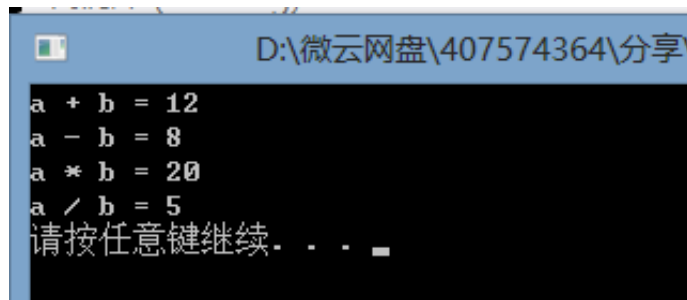 D:\微云网盘\407574364\分享\
a + b = 12
a - b = 8
a * b = 20
a / b = 5
请按任意键继续. . .